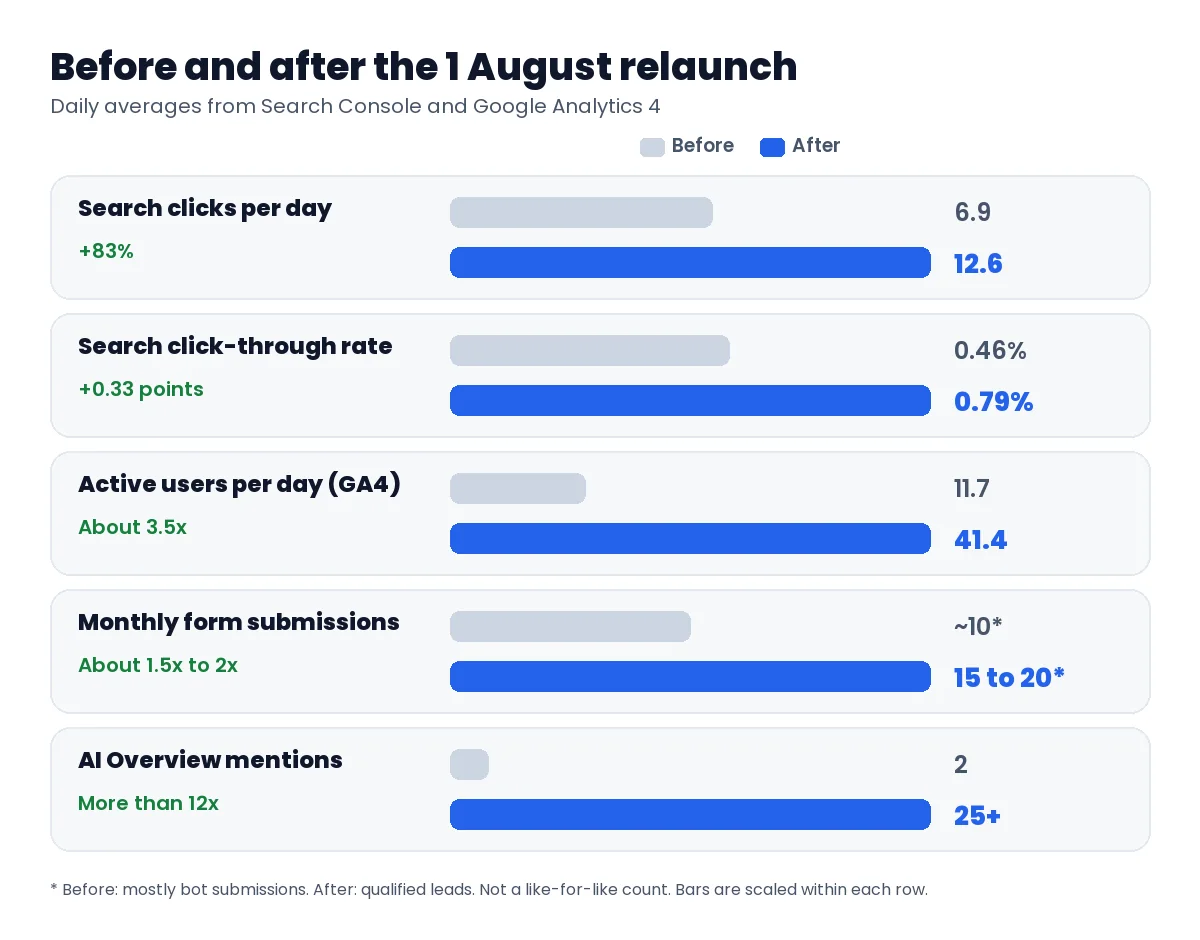 Before and after the 1 August relaunch
Daily averages from Search Console and Google Analytics 4
Before After
Search clicks per day
6.9
+83%
12.6
Search click-through rate
0.46%
+0.33 points
0.79%
Active users per day (GA4)
11.7
About 3.5x
41.4
Monthly form submissions
~10*
About 1.5x to 2x
15 to 20*
AI Overview mentions
2
More than 12x
25+
* Before: mostly bot submissions. After: qualified leads. Not a like-for-like count. Bars are scaled within each row.